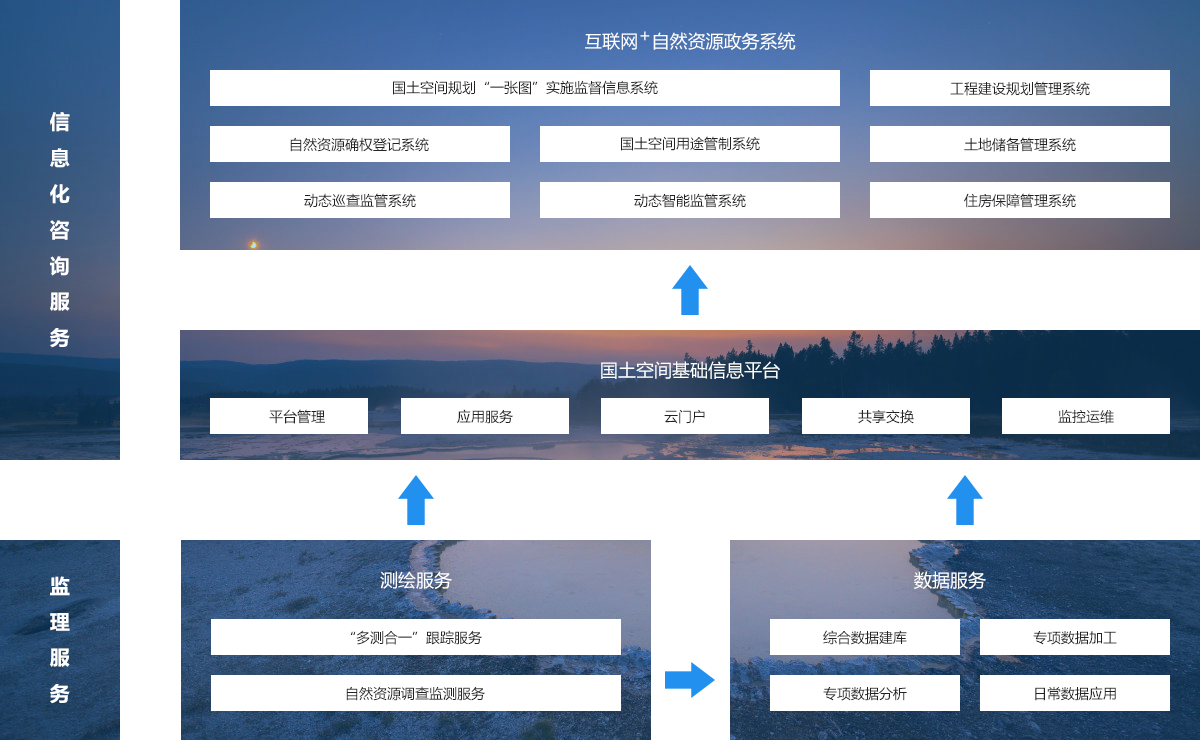 信息化咨询服务
互联网+自然资源政务系统
国土空间规划“一张图”实施监督信息系统
工程建设规划管理系统
自然资源确权登记系统
国土空间用途管制系统
土地储备管理系统
动态巡查监管系统
动态智能监管系统
住房保障管理系统
国土空间基础信息平台
平台管理
应用服务
云门户
共享交换
监控运维
监理服务
测绘服务
“多测合一”跟踪服务
自然资源调查监测服务
数据服务
综合数据建库
专项数据加工
专项数据分析
日常数据应用